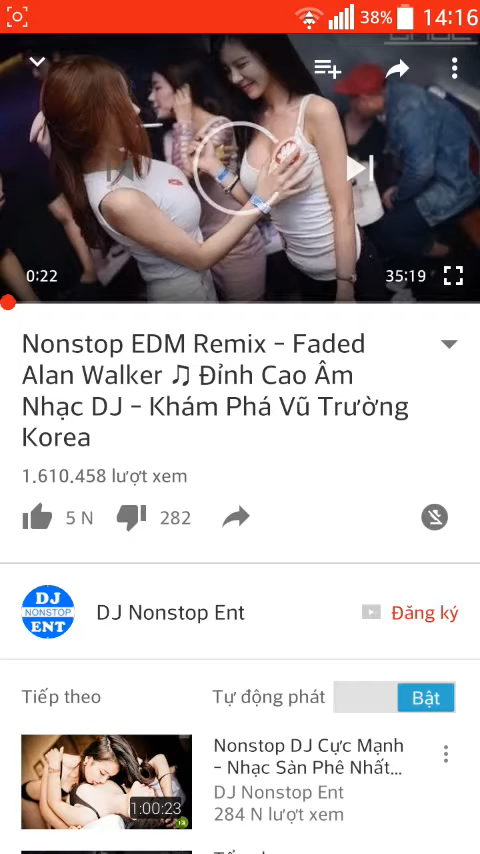 38% 14:16
0:22 35:19
Nonstop EDM Remix - Faded
Alan Walker ♫ Đỉnh Cao Âm
Nhạc DJ - Khám Phá Vũ Trường
Korea
1.610.458 lượt xem
5 N 282
DJ
NONSTOP
ENT
DJ Nonstop Ent Đăng ký
Tiếp theo Tự động phát Bật
Nonstop DJ Cực Mạnh
- Nhạc Sàn Phê Nhất...
DJ Nonstop Ent
284 N lượt xem
1:00:23